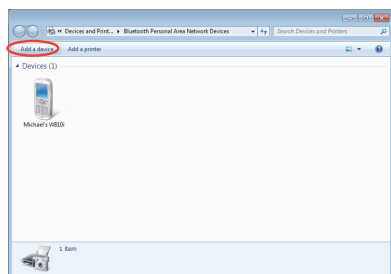 Devices and Print... Bluetooth Personal Area Network Devices Search Devices and Printers
Add a device Add a printer
Devices (1)
Michael's W810i
1 item